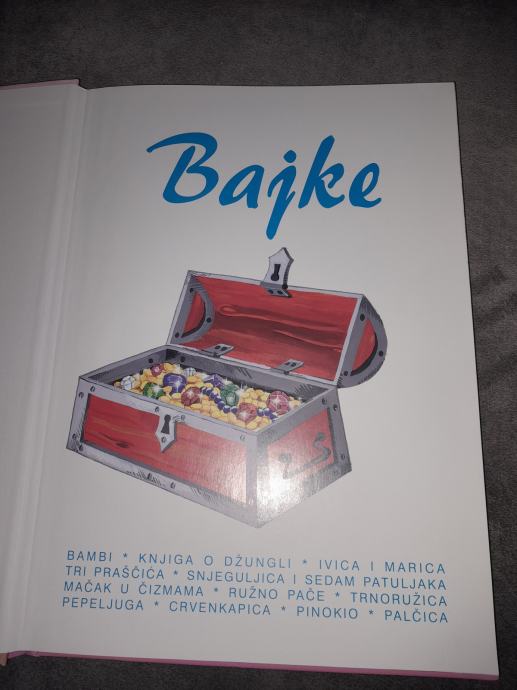 Bajke
BAMBI * KNJIGA O DŽUNGLI * IVICA I MARICA
TRI PRAŠČIĆA * SNJEGULJICA I SEDAM PATULJAKA
MAČAK U ČIZMAMA * RUŽNO PAČE * TRNORUŽICA
PEPELJUGA * CRVENKAPICA * PINOKIO * PALČICA